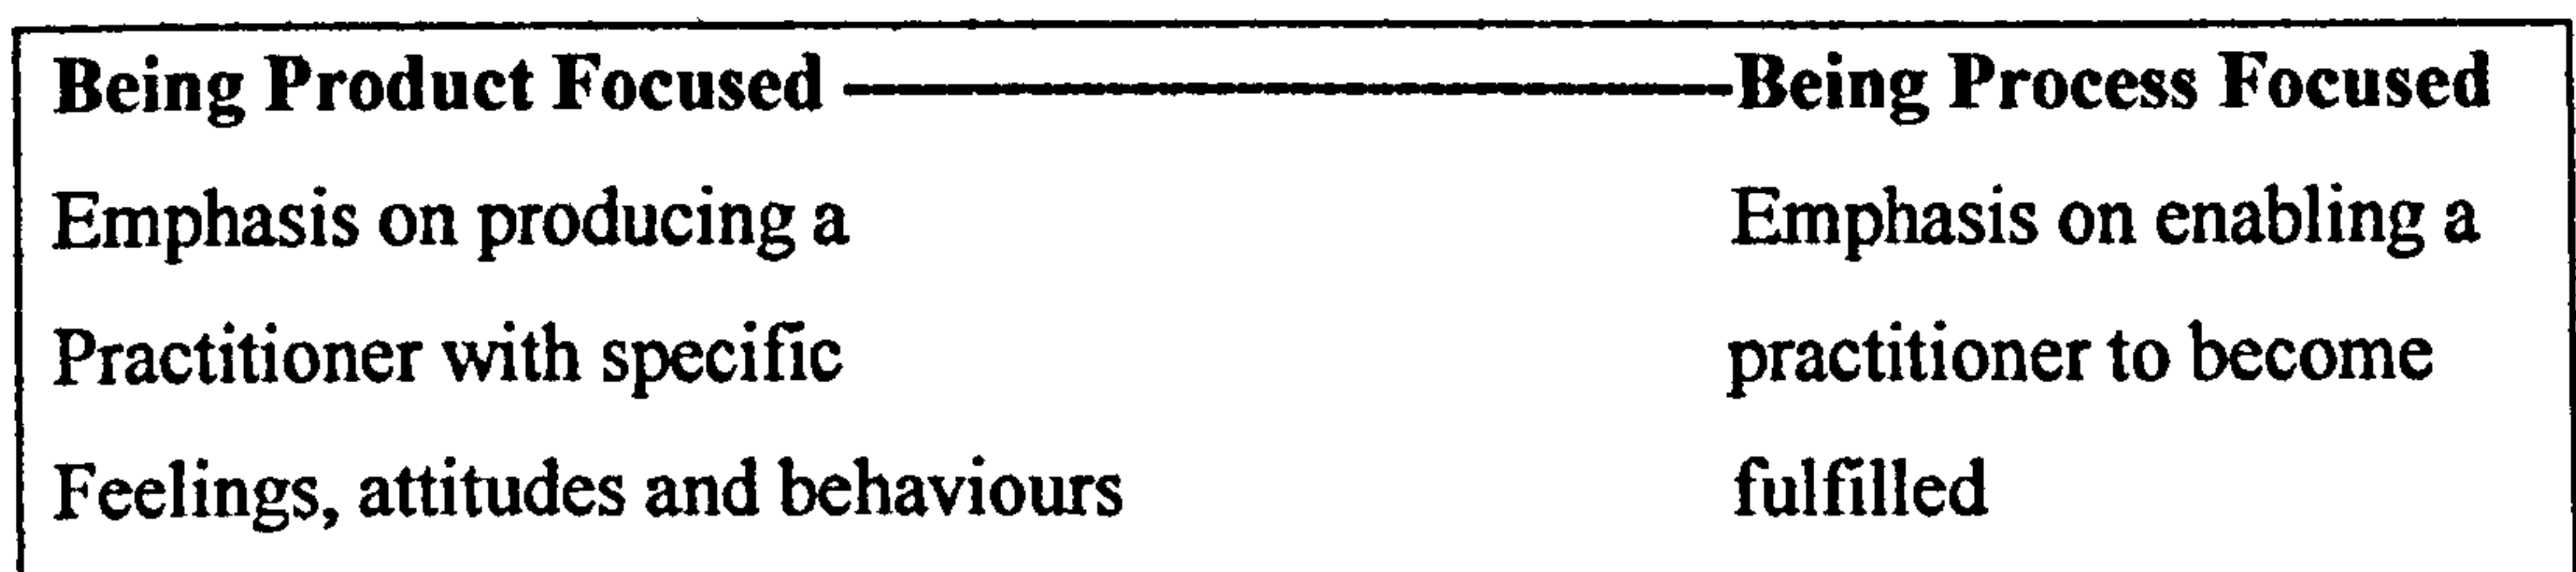 Being Product Focused ————————Being Process Focused
Emphasis on producing a Emphasis on enabling a
Practitioner with specific practitioner to become
Feelings, attitudes and behaviours fulfilled